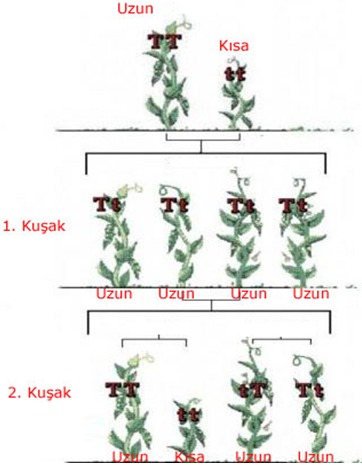 Uzun
TT
Kısa
tt
1. Kuşak
Tt Tt Tt Tt
Uzun Uzun Uzun Uzun
2. Kuşak
TT tt tT Tt
Uzun Kısa Uzun Uzun